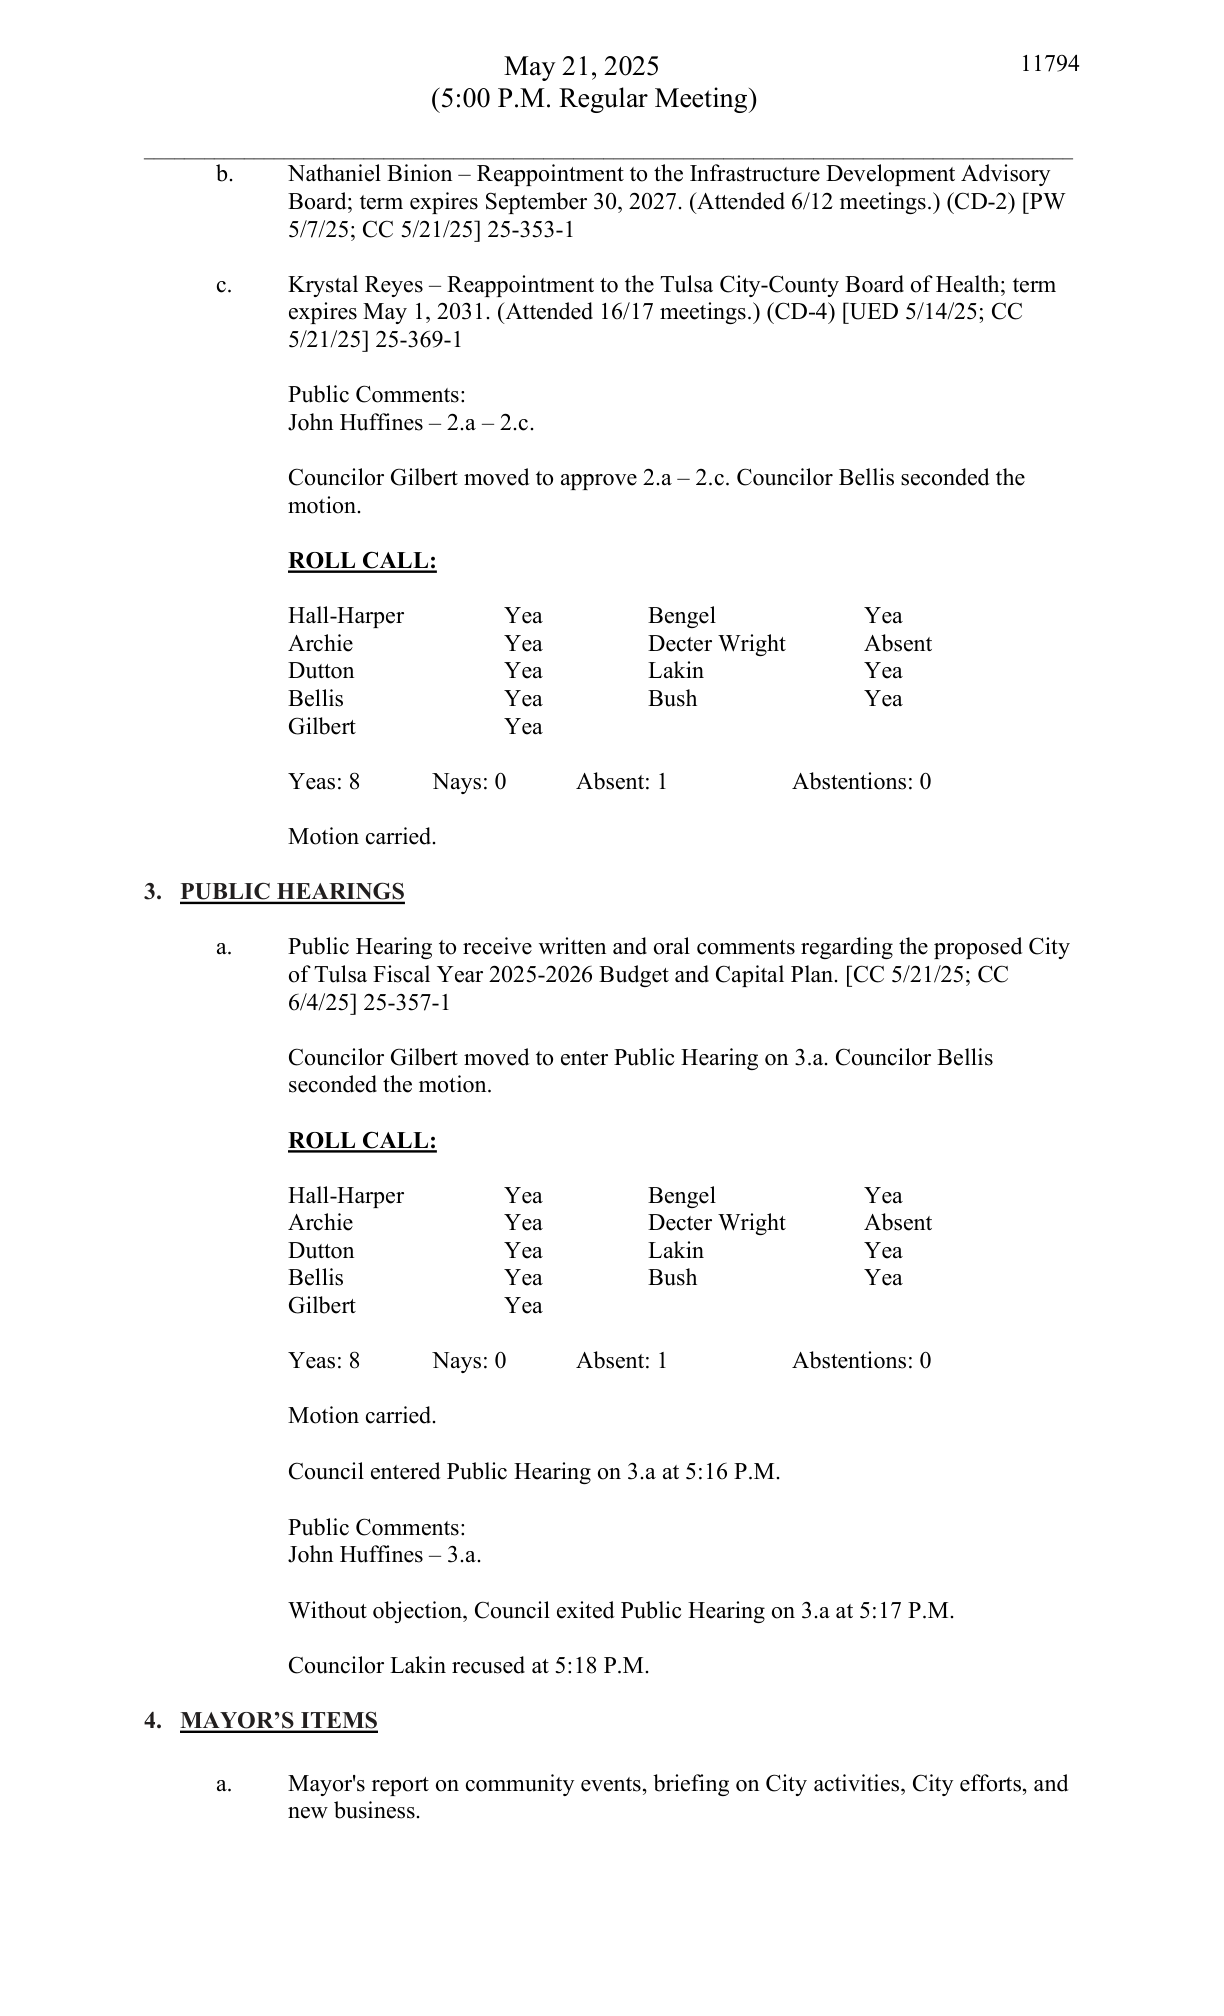 May 21, 2025
11794
(5:00 P.M. Regular Meeting)
b. Nathaniel Binion – Reappointment to the Infrastructure Development Advisory
Board; term expires September 30, 2027. (Attended 6/12 meetings.) (CD-2) [PW
5/7/25; CC 5/21/25] 25-353-1
c. Krystal Reyes – Reappointment to the Tulsa City-County Board of Health; term
expires May 1, 2031. (Attended 16/17 meetings.) (CD-4) [UED 5/14/25; CC
5/21/25] 25-369-1
Public Comments:
John Huffines – 2.a – 2.c.
Councilor Gilbert moved to approve 2.a – 2.c. Councilor Bellis seconded the
motion.
ROLL CALL:
Hall-Harper Yea Bengel Yea
Archie Yea Decter Wright Absent
Dutton Yea Lakin Yea
Bellis Yea Bush Yea
Gilbert Yea
Yeas: 8 Nays: 0 Absent: 1 Abstentions: 0
Motion carried.
3. PUBLIC HEARINGS
a. Public Hearing to receive written and oral comments regarding the proposed City
of Tulsa Fiscal Year 2025-2026 Budget and Capital Plan. [CC 5/21/25; CC
6/4/25] 25-357-1
Councilor Gilbert moved to enter Public Hearing on 3.a. Councilor Bellis
seconded the motion.
ROLL CALL:
Hall-Harper Yea Bengel Yea
Archie Yea Decter Wright Absent
Dutton Yea Lakin Yea
Bellis Yea Bush Yea
Gilbert Yea
Yeas: 8 Nays: 0 Absent: 1 Abstentions: 0
Motion carried.
Council entered Public Hearing on 3.a at 5:16 P.M.
Public Comments:
John Huffines – 3.a.
Without objection, Council exited Public Hearing on 3.a at 5:17 P.M.
Councilor Lakin recused at 5:18 P.M.
4. MAYOR’S ITEMS
a. Mayor's report on community events, briefing on City activities, City efforts, and
new business.